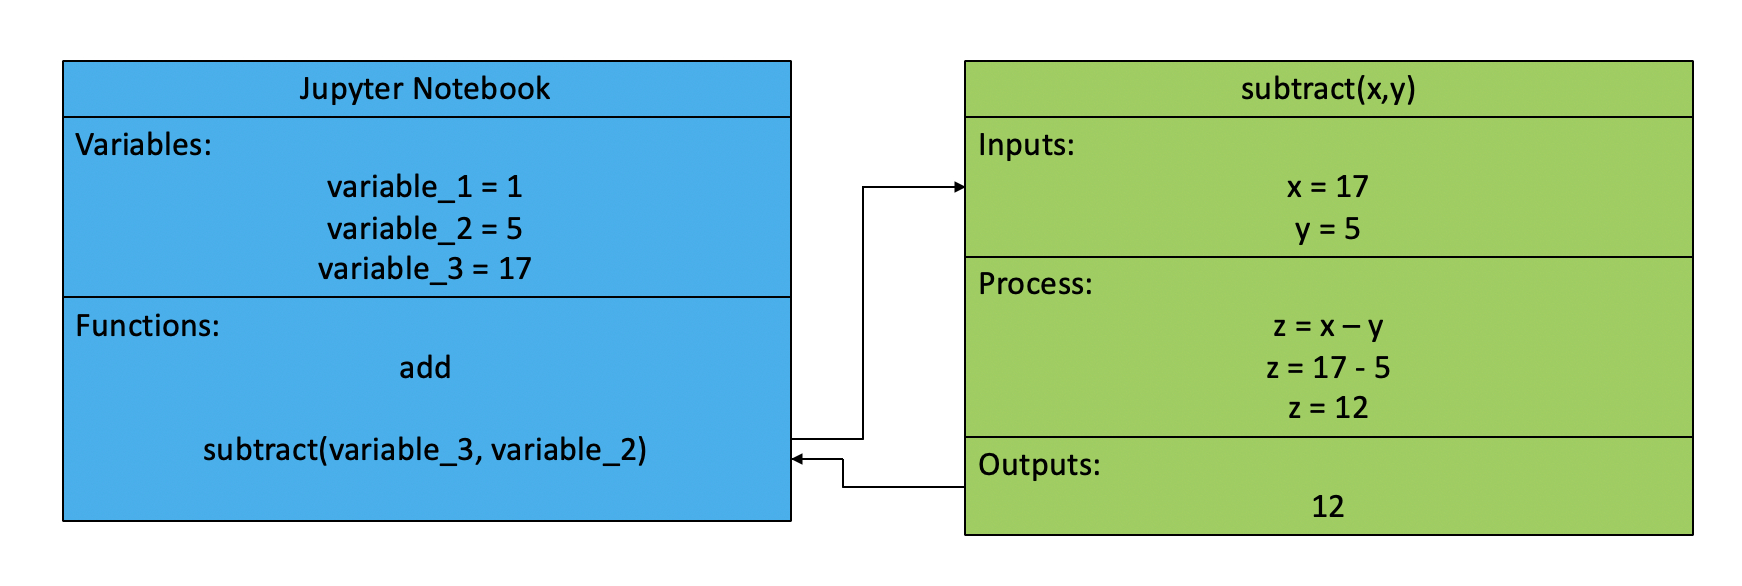 Jupyter Notebook
Variables:
variable_1 = 1
variable_2 = 5
variable_3 = 17
Functions:
add
subtract(variable_3, variable_2)
subtract(x,y)
Inputs:
x = 17
y = 5
Process:
z = x – y
z = 17 - 5
z = 12
Outputs:
12